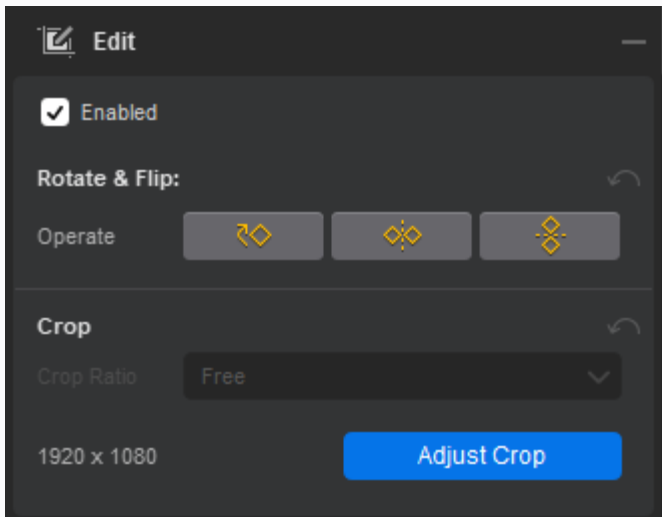 Edit
Enabled
Rotate & Flip:
Operate
Crop
Crop Ratio Free
1920 x 1080 Adjust Crop